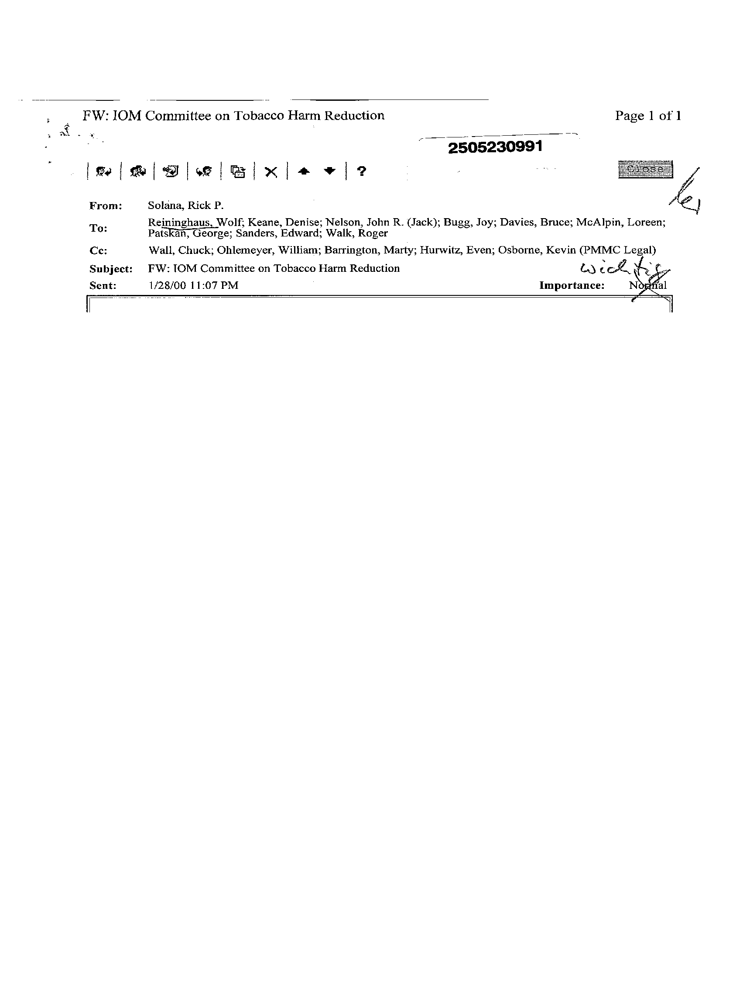 FW: IOM Committee on Tobacco Harm Reduction
Page 1 of 1
2505230991
Close
?
From: Solana, Rick P.
To: Reininghaus, Wolf; Keane, Denise; Nelson, John R. (Jack); Bugg, Joy; Davies, Bruce; McAlpin, Loreen;
Patskan, George; Sanders, Edward; Walk, Roger
Cc: Wall, Chuck; Ohlemeyer, William; Barrington, Marty; Hurwitz, Even; Osborne, Kevin (PMMC Legal)
Subject: FW: IOM Committee on Tobacco Harm Reduction
wichtig
Sent: 1/28/00 11:07 PM Importance: Normal